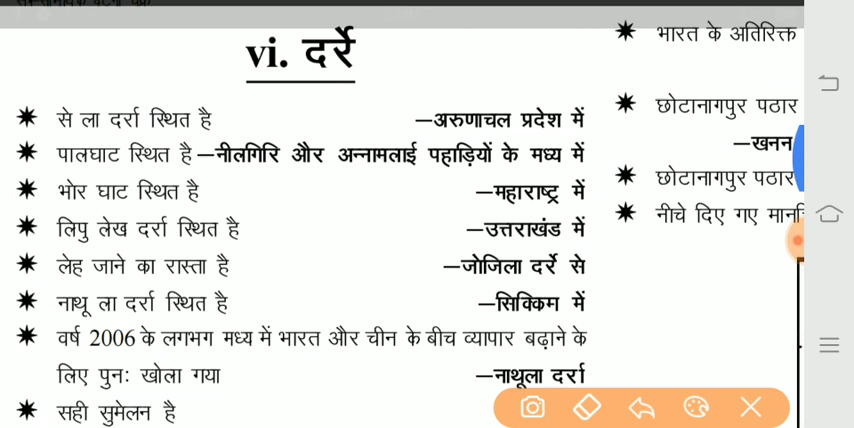 vi. दर्रे
से ला दर्रा स्थित है —अरुणाचल प्रदेश में
पालघाट स्थित है —नीलगिरि और अन्नामलाई पहाड़ियों के मध्य में
भोर घाट स्थित है —महाराष्ट्र में
लिपु लेख दर्रा स्थित है —उत्तराखंड में
लेह जाने का रास्ता है —जोजिला दर्रे से
नाथू ला दर्रा स्थित है —सिक्किम में
वर्ष 2006 के लगभग मध्य में भारत और चीन के बीच व्यापार बढ़ाने के
लिए पुनः खोला गया —नाथूला दर्रा
सही सुमेलन है
भारत के अतिरिक्त
छोटानागपुर पठार
—खनन
छोटानागपुर पठार
नीचे दिए गए